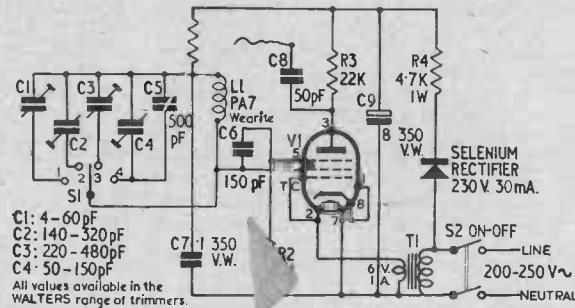 C1
C3
C5
C2
C4
500
pF
L1
PA7
Wearite
C6
150 pF
C8
50pF
R3
22K
C9
8
350
V.W.
R4
4·7K
1W
SELENIUM
RECTIFIER
230 V. 30mA.
V1
3
5
TC
1
8
2
7
1
2
3
4
S1
C7·1
350
V.W.
R2
6 V.
1 A.
T1
S2 ON-OFF
LINE
200-250 V~
NEUTRAL
C1: 4-60pF
C2: 140-320pF
C3: 220-480pF
C4: 50-150pF
All values available in the
WALTERS range of trimmers.